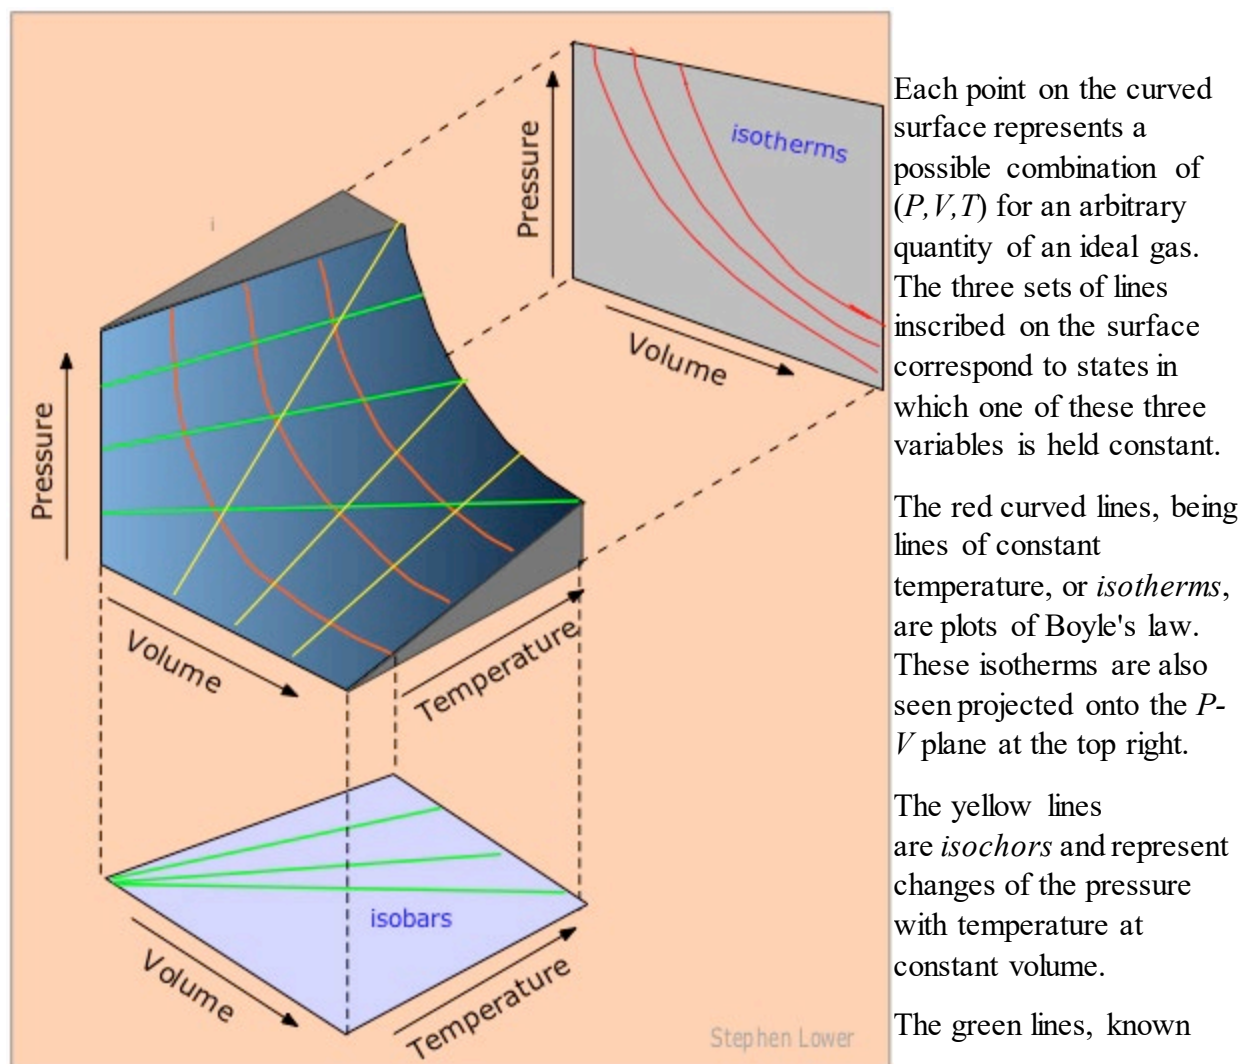 isotherms
Pressure
Volume
i
Pressure
Volume
Temperature
isobars
Volume
Temperature
Stephen Lower
Each point on the curved
surface represents a
possible combination of
(P,V,T) for an arbitrary
quantity of an ideal gas.
The three sets of lines
inscribed on the surface
correspond to states in
which one of these three
variables is held constant.
The red curved lines, being
lines of constant
temperature, or isotherms,
are plots of Boyle's law.
These isotherms are also
seen projected onto the P-
V plane at the top right.
The yellow lines
are isochors and represent
changes of the pressure
with temperature at
constant volume.
The green lines, known